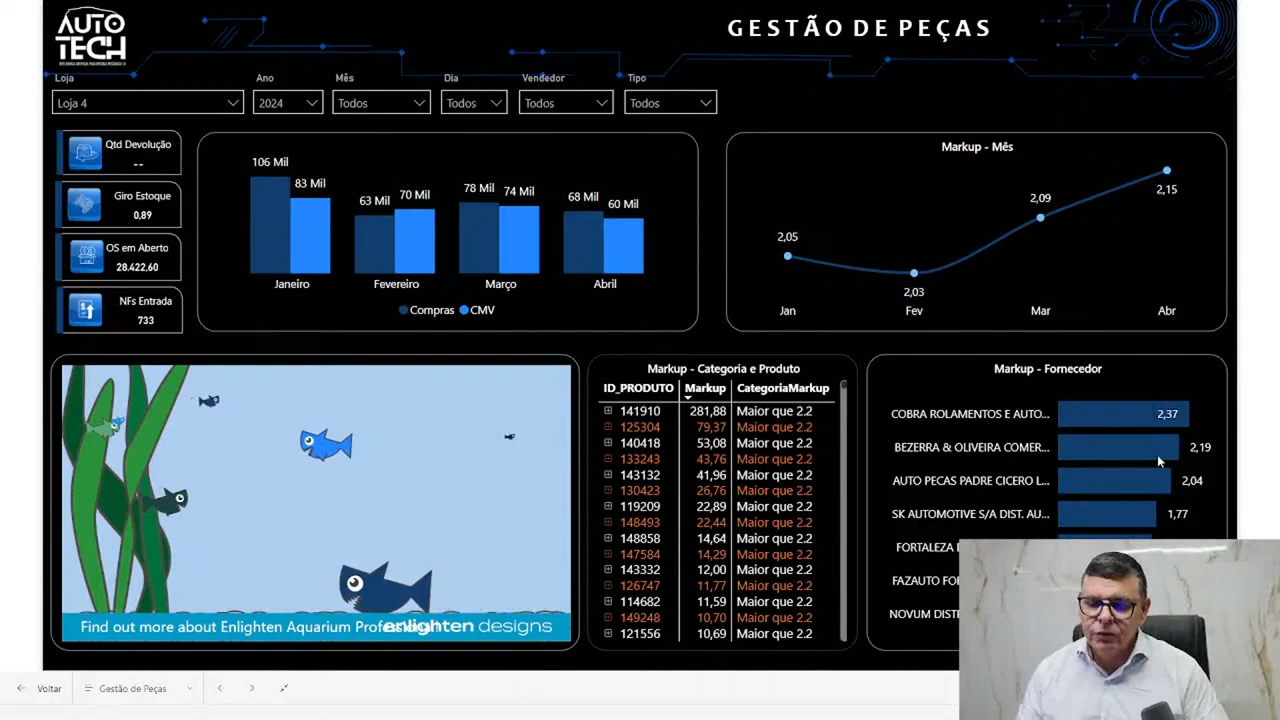 AUTO
TECH
GESTÃO DE PEÇAS
Loja
Ano
Mês
Dia
Vendedor
Tipo
Loja 4
2024
Todos
Todos
Todos
Todos
Qtd Devolução
--
Giro Estoque
0.89
OS em Aberto
28.422,60
NFs Entrada
733
106 Mil
83 Mil
63 Mil
70 Mil
78 Mil
74 Mil
68 Mil
60 Mil
Janeiro
Fevereiro
Março
Abril
Compras
CMV
Markup - Mês
2,05
2,03
2,09
2,15
Jan
Fev
Mar
Abr
Find out more about Enlighten Aquarium
enlighten designs
Markup - Categoria e Produto
ID_PRODUTO Markup CategoriaMarkup
141910 281,88 Maior que 2.2
125304 79,37 Maior que 2.2
140418 53,08 Maior que 2.2
133243 43,76 Maior que 2.2
143132 41,96 Maior que 2.2
130423 26,76 Maior que 2.2
119209 22,89 Maior que 2.2
148493 22,44 Maior que 2.2
148858 14,64 Maior que 2.2
147584 14,29 Maior que 2.2
143332 12,00 Maior que 2.2
126747 11,77 Maior que 2.2
114682 11,59 Maior que 2.2
149248 10,70 Maior que 2.2
121556 10,69 Maior que 2.2
Markup - Fornecedor
COBRA ROLAMENTOS E AUTO... 2,37
BEZERRA & OLIVEIRA COMER... 2,19
AUTO PECAS PADRE CICERO L... 2,04
SK AUTOMOTIVE S/A DIST. AU... 1,77
FORTALEZA
FAZAUTO FO
NOVUM DIST
Voltar
Gestão de Peças